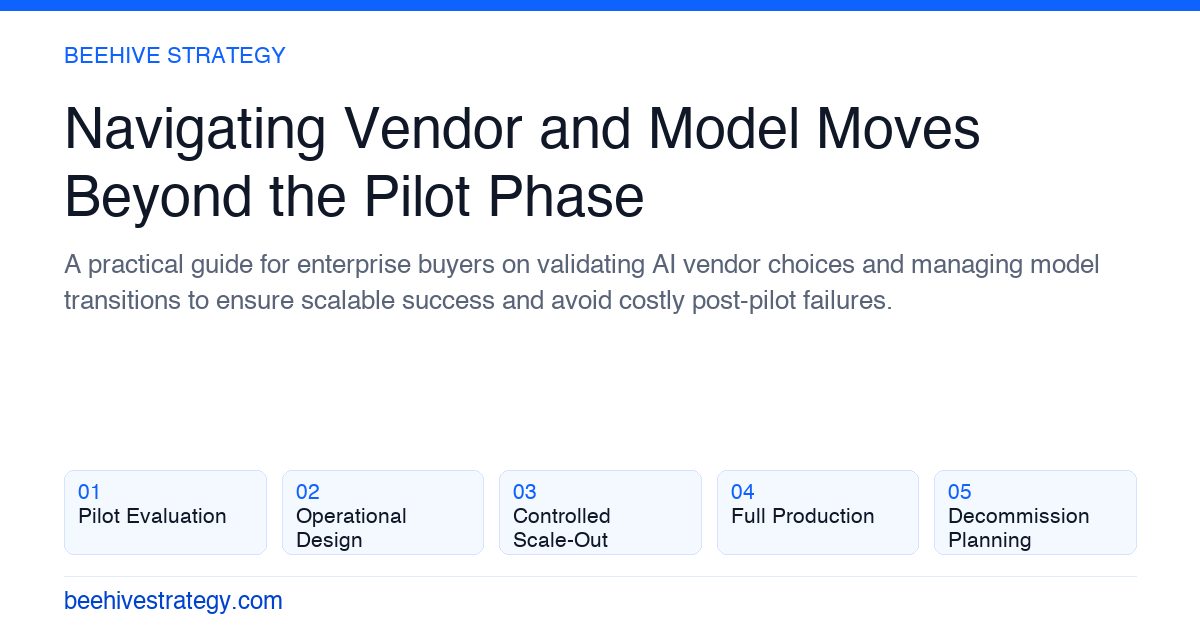 BEEHIVE STRATEGY
Navigating Vendor and Model Moves
Beyond the Pilot Phase
A practical guide for enterprise buyers on validating AI vendor choices and managing model
transitions to ensure scalable success and avoid costly post-pilot failures.
01
Pilot Evaluation
02
Operational
Design
03
Controlled
Scale-Out
04
Full Production
05
Decommission
Planning
beehivestrategy.com